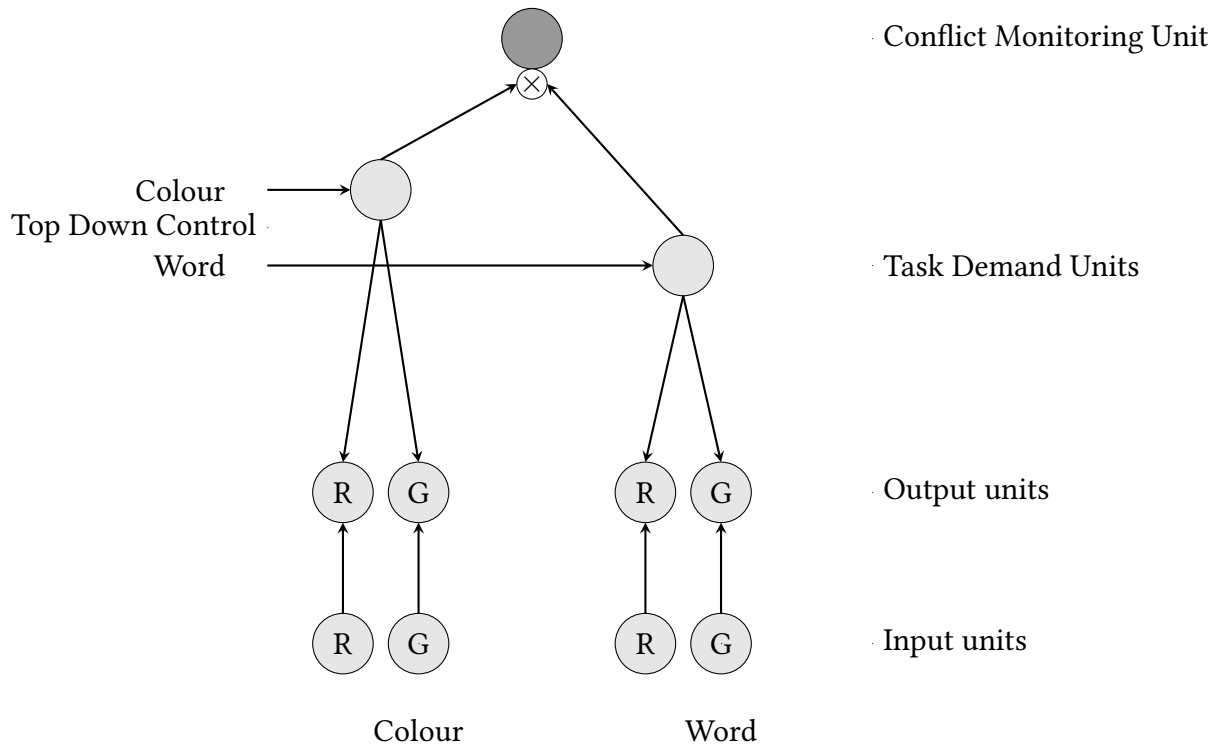 Conflict Monitoring Unit
×
Colour
Top Down Control
Word
Task Demand Units
R G R G Output units
R G R G Input units
Colour Word